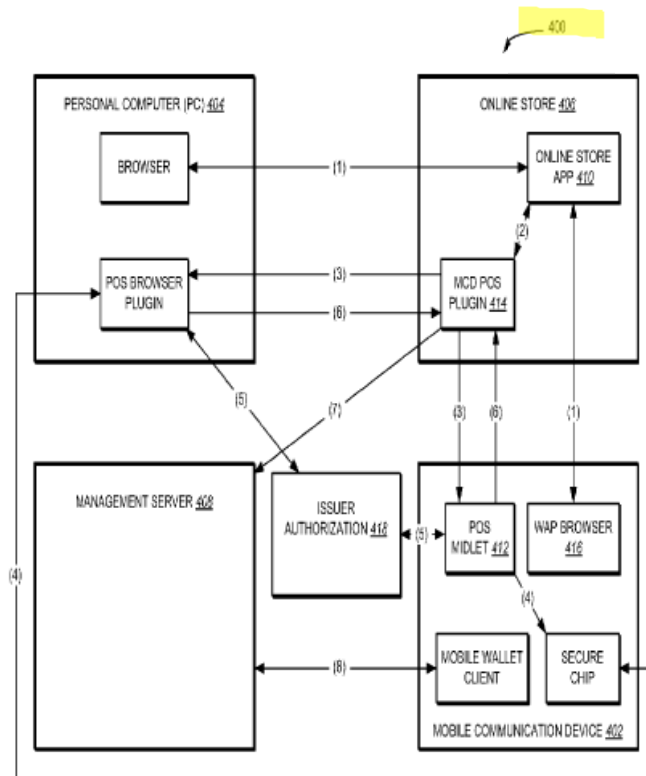 400
PERSONAL COMPUTER (PC) 404
ONLINE STORE 406
BROWSER
(1)
ONLINE STORE
APP 410
(2)
POS BROWSER
PLUGIN
(3)
(6)
MCD POS
PLUGIN 414
(5)
(7)
(3)
(6)
(1)
MANAGEMENT SERVER 408
ISSUER
AUTHORIZATION 418
(5)
POS
MIDLET 412
WAP BROWSER
416
(4)
(4)
(8)
MOBILE WALLET
CLIENT
SECURE
CHIP
MOBILE COMMUNICATION DEVICE 402